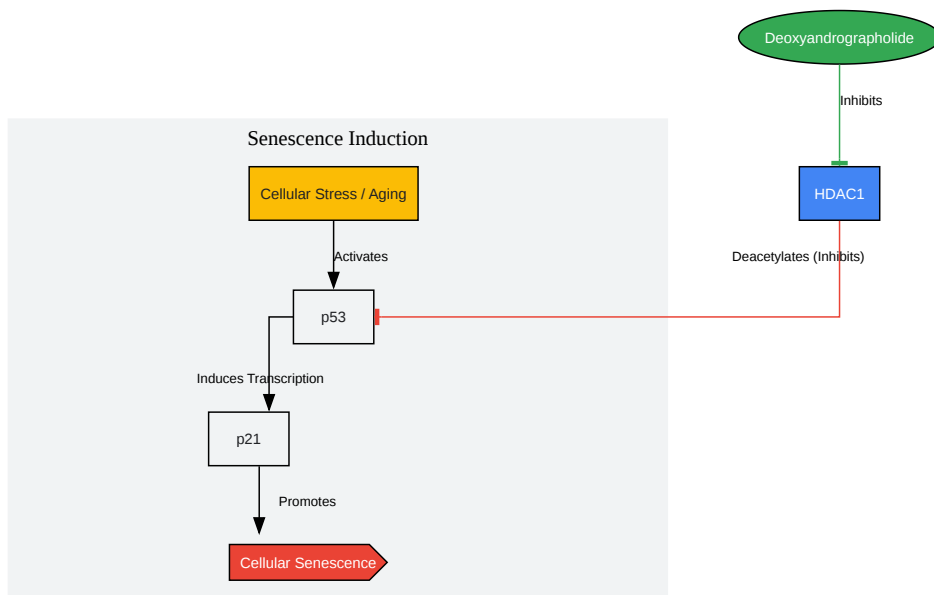 Deoxyandrographolide
Inhibits
Senescence Induction
Cellular Stress / Aging
HDAC1
Activates
Deacetylates (Inhibits)
p53
Induces Transcription
p21
Promotes
Cellular Senescence